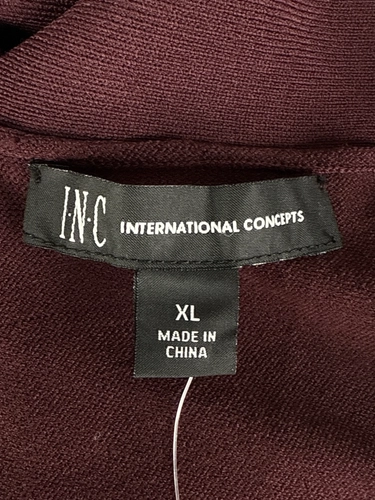 I·N·C INTERNATIONAL CONCEPTS
XL
MADE IN
CHINA